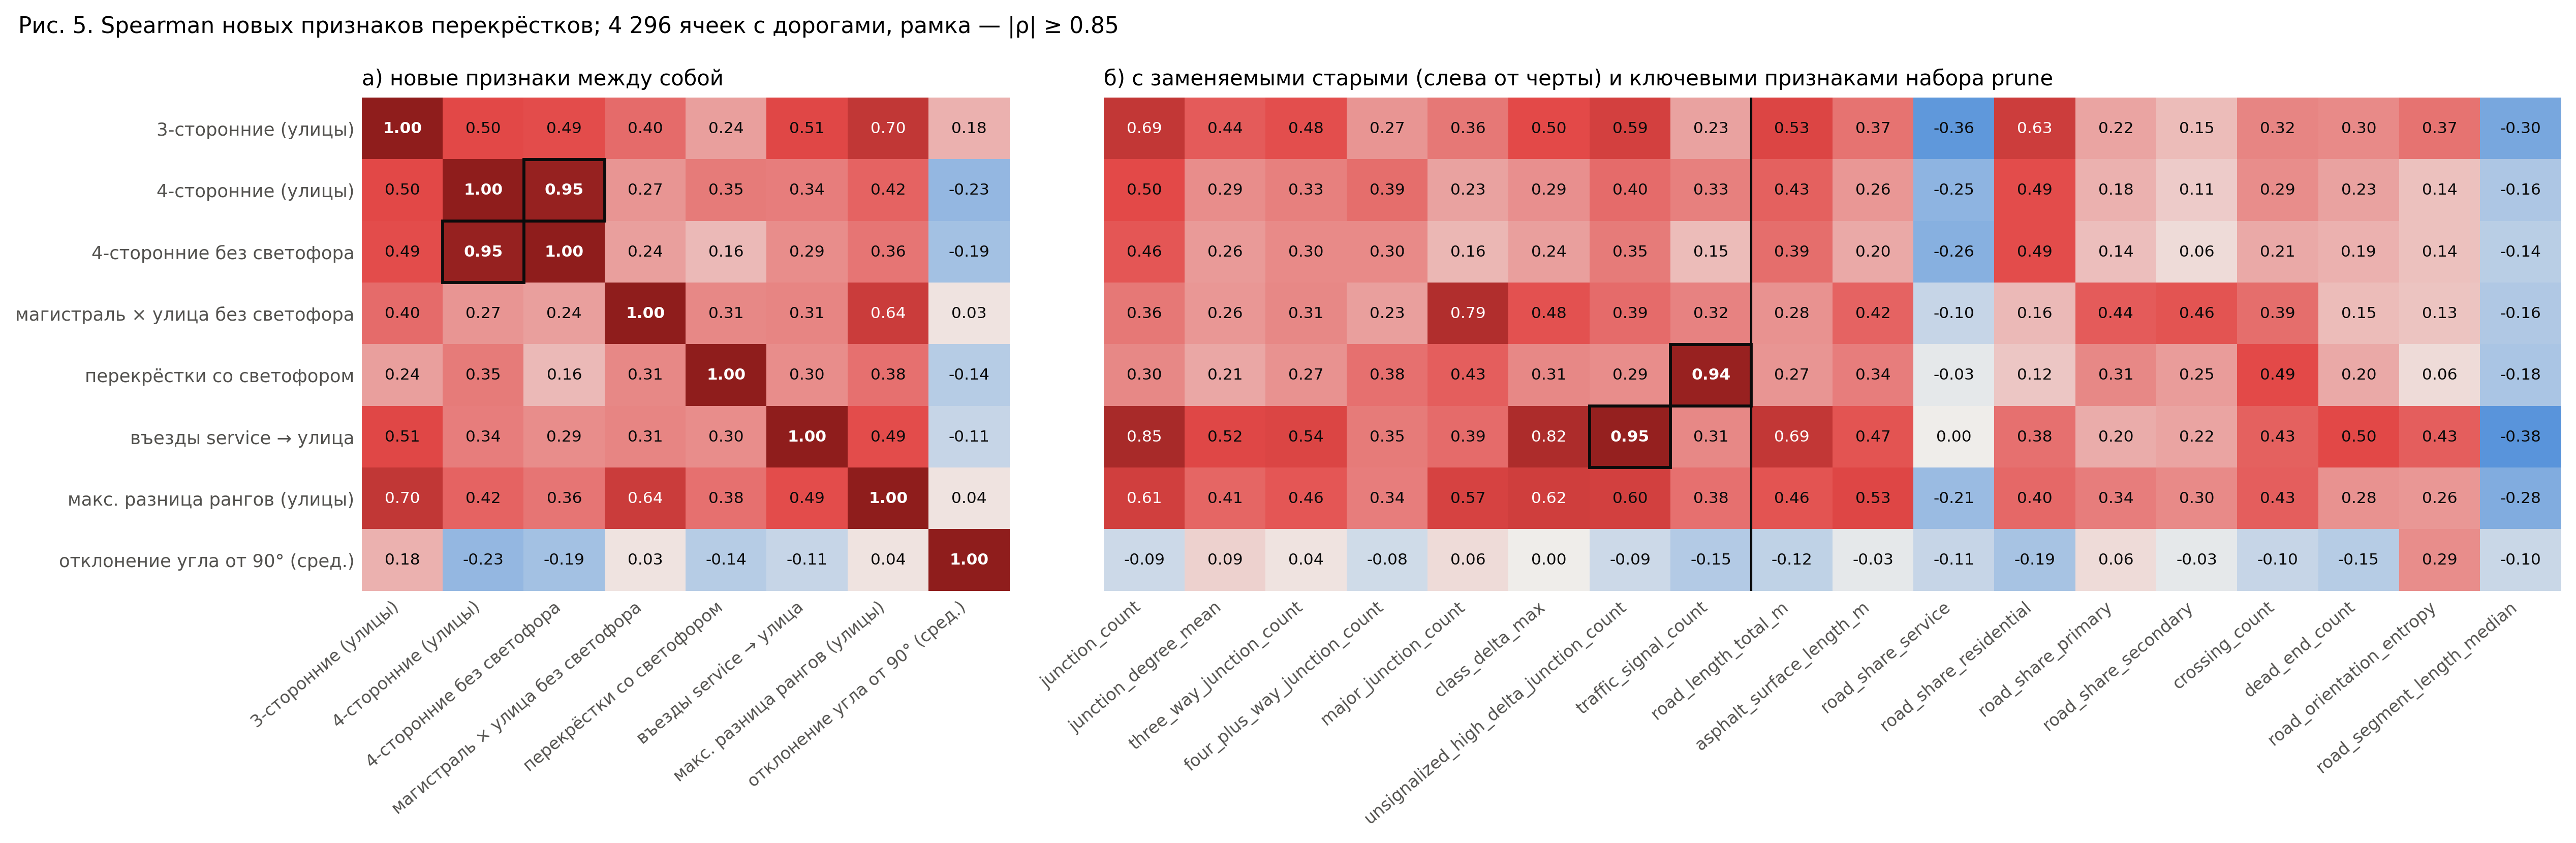 Рис. 5. Spearman новых признаков перекрёстков; 4 296 ячеек с дорогами, рамка — |ρ| ≥ 0.85
а) новые признаки между собой
б) с заменяемыми старыми (слева от черты) и ключевыми признаками набора prune
3-сторонние (улицы) 1.00 0.50 0.49 0.40 0.24 0.51 0.70 0.18 0.69 0.44 0.48 0.27 0.36 0.50 0.59 0.23 0.53 0.37 -0.36 0.63 0.22 0.15 0.32 0.30 0.37 -0.30
4-сторонние (улицы) 0.50 1.00 0.95 0.27 0.35 0.34 0.42 -0.23 0.50 0.29 0.33 0.39 0.23 0.29 0.40 0.33 0.43 0.26 -0.25 0.49 0.18 0.11 0.29 0.23 0.14 -0.16
4-сторонние без светофора 0.49 0.95 1.00 0.24 0.16 0.29 0.36 -0.19 0.46 0.26 0.30 0.30 0.16 0.24 0.35 0.15 0.39 0.20 -0.26 0.49 0.14 0.06 0.21 0.19 0.14 -0.14
магистраль × улица без светофора 0.40 0.27 0.24 1.00 0.31 0.31 0.64 0.03 0.36 0.26 0.31 0.23 0.79 0.48 0.39 0.32 0.28 0.42 -0.10 0.16 0.44 0.46 0.39 0.15 0.13 -0.16
перекрёстки со светофором 0.24 0.35 0.16 0.31 1.00 0.30 0.38 -0.14 0.30 0.21 0.27 0.38 0.43 0.31 0.29 0.94 0.27 0.34 -0.03 0.12 0.31 0.25 0.49 0.20 0.06 -0.18
въезды service → улица 0.51 0.34 0.29 0.31 0.30 1.00 0.49 -0.11 0.85 0.52 0.54 0.35 0.39 0.82 0.95 0.31 0.69 0.47 0.00 0.38 0.20 0.22 0.43 0.50 0.43 -0.38
макс. разница рангов (улицы) 0.70 0.42 0.36 0.64 0.38 0.49 1.00 0.04 0.61 0.41 0.46 0.34 0.57 0.62 0.60 0.38 0.46 0.53 -0.21 0.40 0.34 0.30 0.43 0.28 0.26 -0.28
отклонение угла от 90° (сред.) 0.18 -0.23 -0.19 0.03 -0.14 -0.11 0.04 1.00 -0.09 0.09 0.04 -0.08 0.06 0.00 -0.09 -0.15 -0.12 -0.03 -0.11 -0.19 0.06 -0.03 -0.10 -0.15 0.29 -0.10
3-сторонние (улицы)
4-сторонние (улицы)
4-сторонние без светофора
магистраль × улица без светофора
перекрёстки со светофором
въезды service → улица
макс. разница рангов (улицы)
отклонение угла от 90° (сред.)
junction_count
junction_degree_mean
three_way_junction_count
four_plus_way_junction_count
major_junction_count
class_delta_max
unsignalized_high_delta_junction_count
traffic_signal_count
road_length_total_m
asphalt_surface_length_m
road_share_service
road_share_residential
road_share_primary
road_share_secondary
crossing_count
dead_end_count
road_orientation_entropy
road_segment_length_median